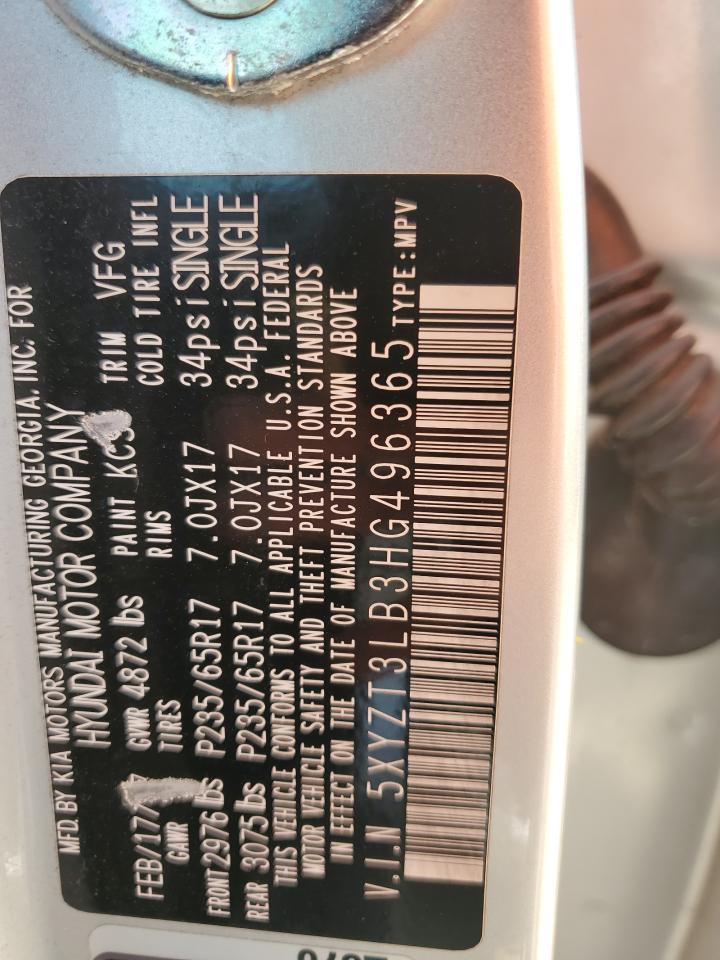 MFD BY KIA MOTORS MANUFACTURING GEORGIA, INC. FOR
HYUNDAI MOTOR COMPANY
FEB/17 GVWR 4872 lbs PAINT KCS TRIM VFG
GAWR TIRES RIMS COLD TIRE INFL
FRONT 2976 lbs P235/65R17 7.0JX17 34psi SINGLE
REAR 3075 lbs P235/65R17 7.0JX17 34psi SINGLE
THIS VEHICLE CONFORMS TO ALL APPLICABLE U.S.A. FEDERAL
MOTOR VEHICLE SAFETY AND THEFT PREVENTION STANDARDS
IN EFFECT ON THE DATE OF MANUFACTURE SHOWN ABOVE
V.I.N 5XYZT3LB3HG496365 TYPE:MPV